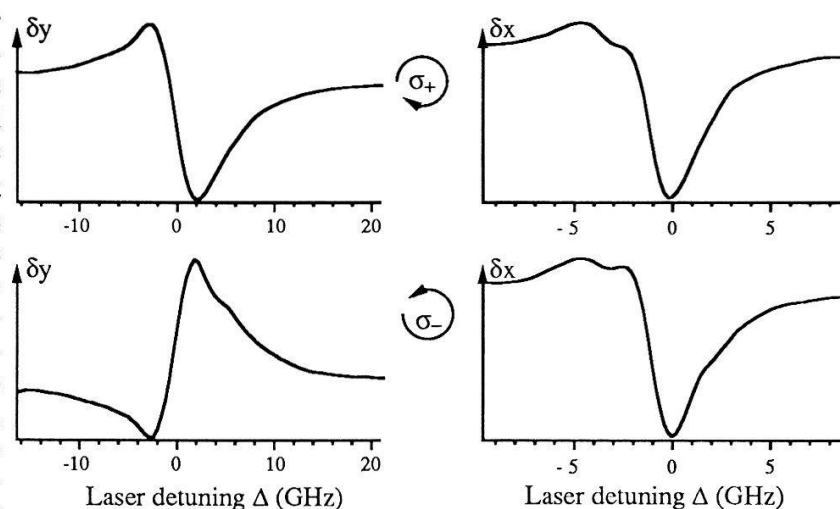 δy
δx
σ+
-10 0 10 20
- 5 0 5
δy
δx
σ−
-10 0 10 20
- 5 0 5
Laser detuning Δ (GHz)
Laser detuning Δ (GHz)